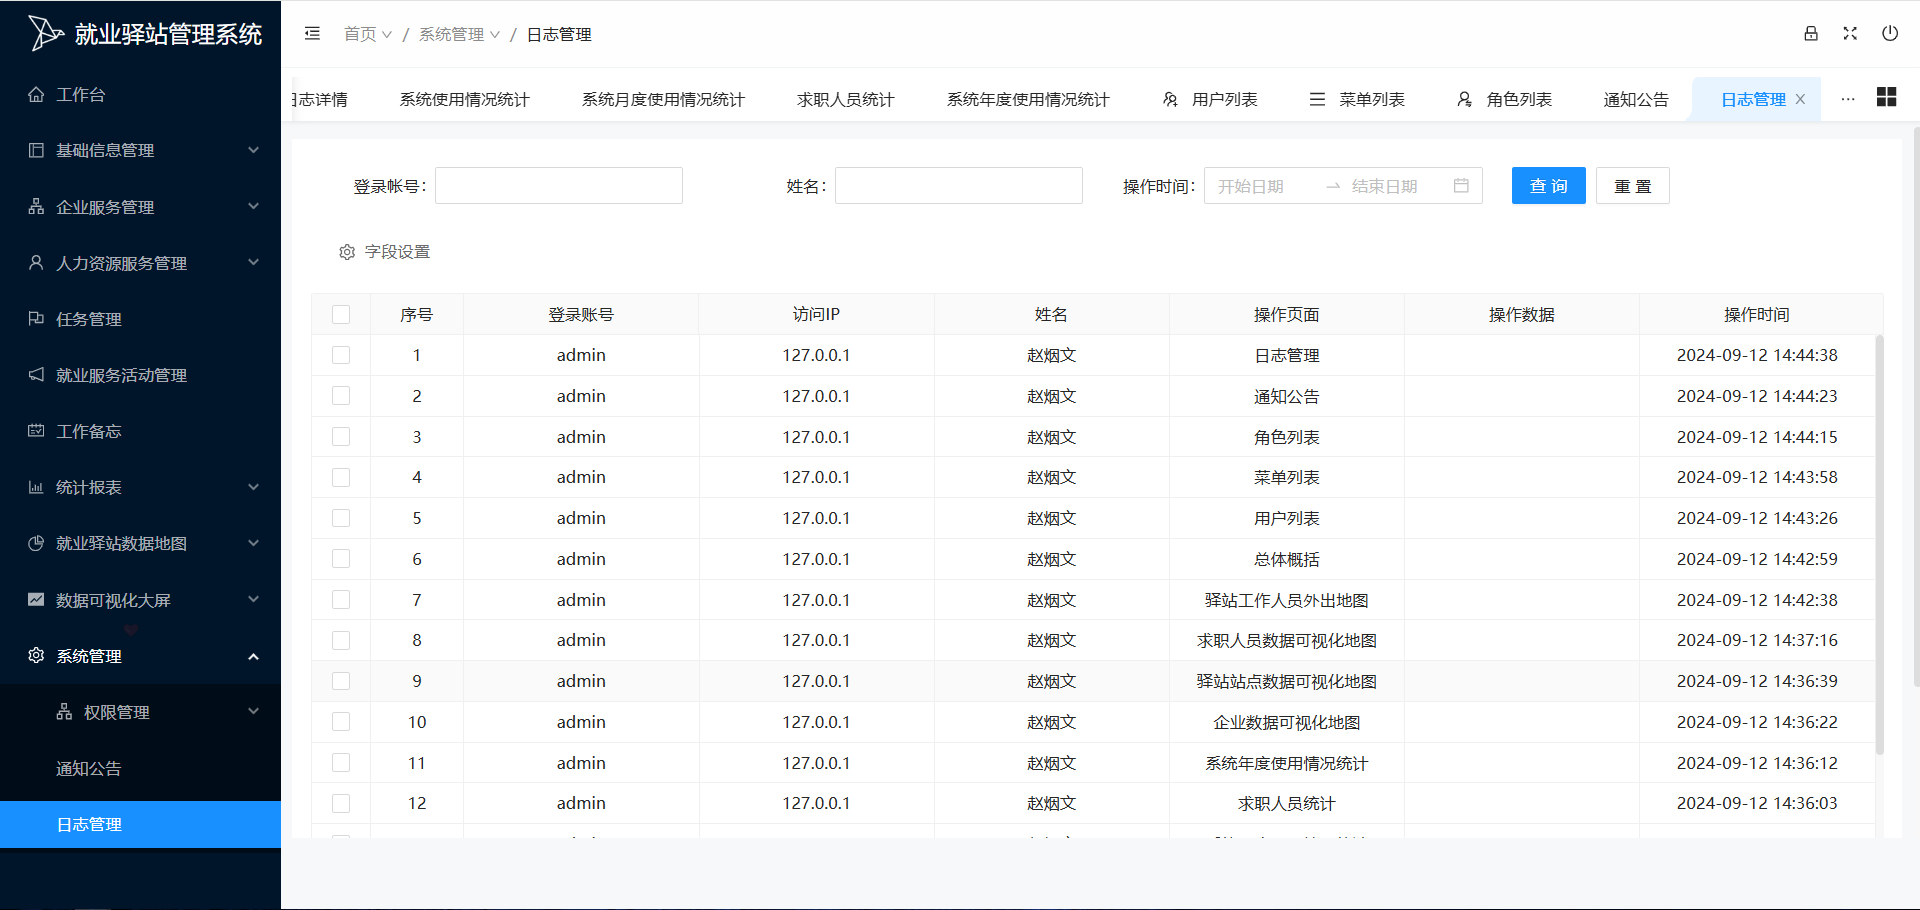 就业驿站管理系统
首页 / 系统管理 / 日志管理
工作台
基础信息管理
企业服务管理
人力资源服务管理
任务管理
就业服务活动管理
工作备忘
统计报表
就业驿站数据地图
数据可视化大屏
系统管理
权限管理
通知公告
日志管理
日志详情 系统使用情况统计 系统月度使用情况统计 求职人员统计 系统年度使用情况统计 用户列表 菜单列表 角色列表 通知公告 日志管理 X ···
登录帐号: 姓名: 操作时间: 开始日期 → 结束日期 查 询 重 置
字段设置
序号 登录账号 访问IP 姓名 操作页面 操作数据 操作时间
1 admin 127.0.0.1 赵烟文 日志管理 2024-09-12 14:44:38
2 admin 127.0.0.1 赵烟文 通知公告 2024-09-12 14:44:23
3 admin 127.0.0.1 赵烟文 角色列表 2024-09-12 14:44:15
4 admin 127.0.0.1 赵烟文 菜单列表 2024-09-12 14:43:58
5 admin 127.0.0.1 赵烟文 用户列表 2024-09-12 14:43:26
6 admin 127.0.0.1 赵烟文 总体概括 2024-09-12 14:42:59
7 admin 127.0.0.1 赵烟文 驿站工作人员外出地图 2024-09-12 14:42:38
8 admin 127.0.0.1 赵烟文 求职人员数据可视化地图 2024-09-12 14:37:16
9 admin 127.0.0.1 赵烟文 驿站站点数据可视化地图 2024-09-12 14:36:39
10 admin 127.0.0.1 赵烟文 企业数据可视化地图 2024-09-12 14:36:22
11 admin 127.0.0.1 赵烟文 系统年度使用情况统计 2024-09-12 14:36:12
12 admin 127.0.0.1 赵烟文 求职人员统计 2024-09-12 14:36:03